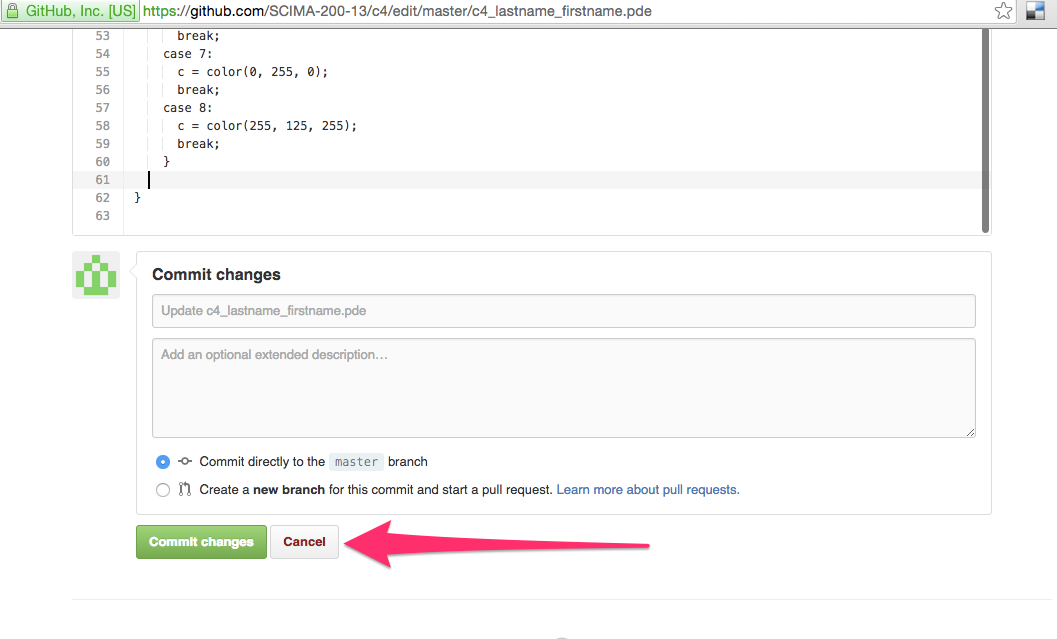 GitHub, Inc. [US] https://github.com/SCIMA-200-13/c4/edit/master/c4_lastname_firstname.pde
53 break;
54 case 7:
55 c = color(0, 255, 0);
56 break;
57 case 8:
58 c = color(255, 125, 255);
59 break;
60 }
61
62 }
63
Commit changes
Update c4_lastname_firstname.pde
Add an optional extended description…
Commit directly to the master branch
Create a new branch for this commit and start a pull request. Learn more about pull requests.
Commit changes Cancel